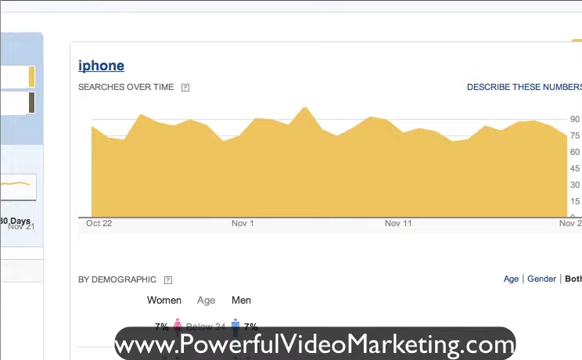 iphone
SEARCHES OVER TIME ?
DESCRIBE THESE NUMBERS
90
75
60
45
30
15
Oct 22 Nov 1 Nov 11 Nov 2
30 Days
Nov 21
BY DEMOGRAPHIC ?
Age | Gender | Both
Women Age Men
7% Below 24 7%
www.PowerfulVideoMarketing.com